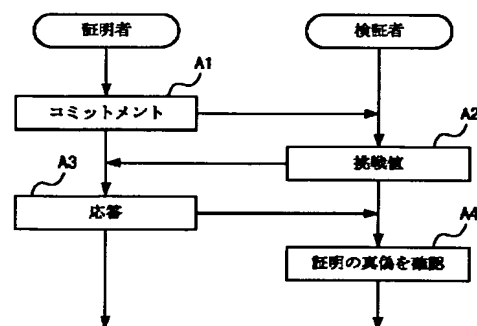 証明者
検証者
A1
コミットメント
A2
挑戦値
A3
応答
A4
証明の真偽を確認